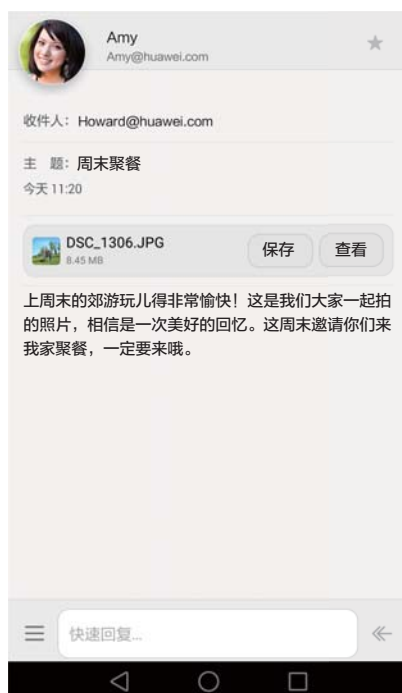 Amy
Amy@huawei.com
收件人：Howard@huawei.com
主 题：周末聚餐
今天 11:20
DSC_1306.JPG
8.45 MB
保存
查看
上周末的郊游玩儿得非常愉快！这是我们大家一起拍
的照片，相信是一次美好的回忆。这周末邀请你们来
我家聚餐，一定要来哦。
快速回复...